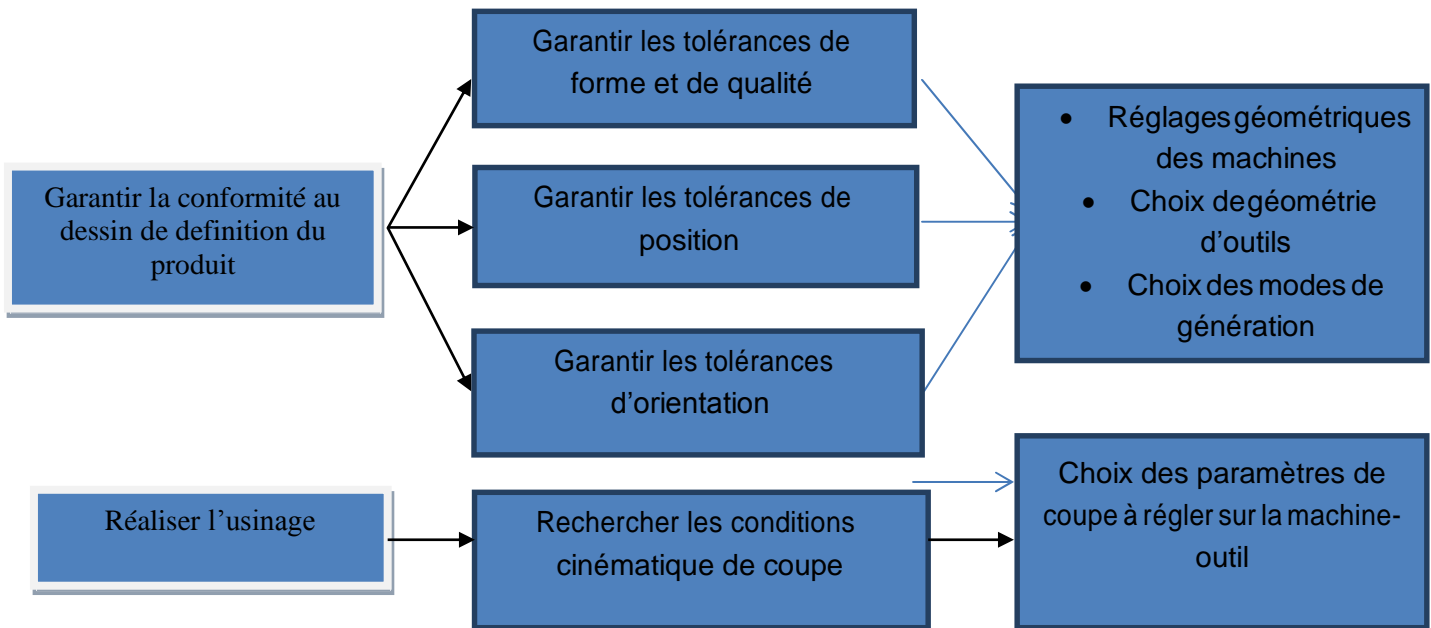 Garantir la conformité au
dessin de definition du
produit
Garantir les tolérances de
forme et de qualité
Garantir les tolérances de
position
Garantir les tolérances
d’orientation
• Réglages géométriques
des machines
• Choix de géométrie
d’outils
• Choix des modes de
génération
Réaliser l’usinage
Rechercher les conditions
cinématique de coupe
Choix des paramètres de
coupe à régler sur la machine-
outil